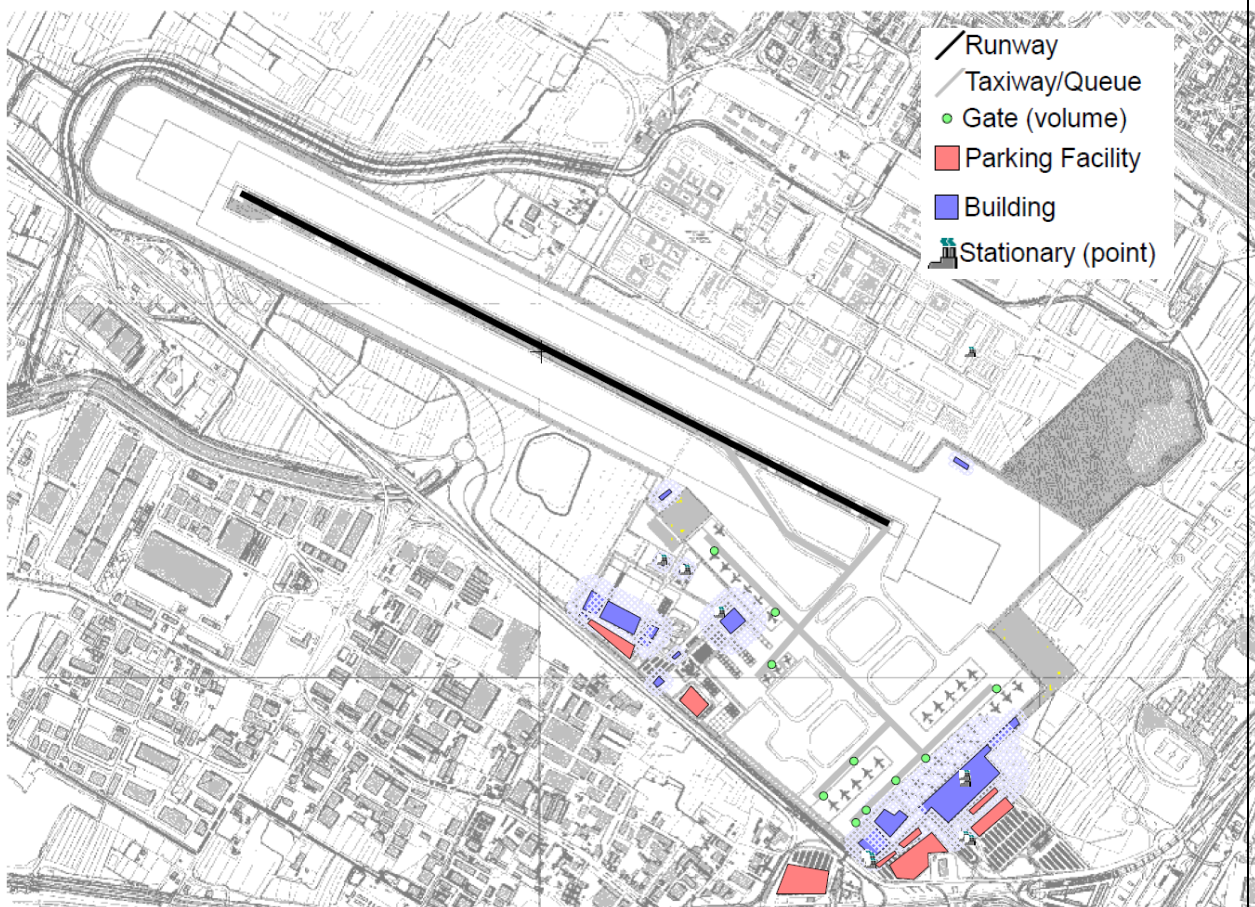 Runway
Taxiway/Queue
Gate (volume)
Parking Facility
Building
Stationary (point)